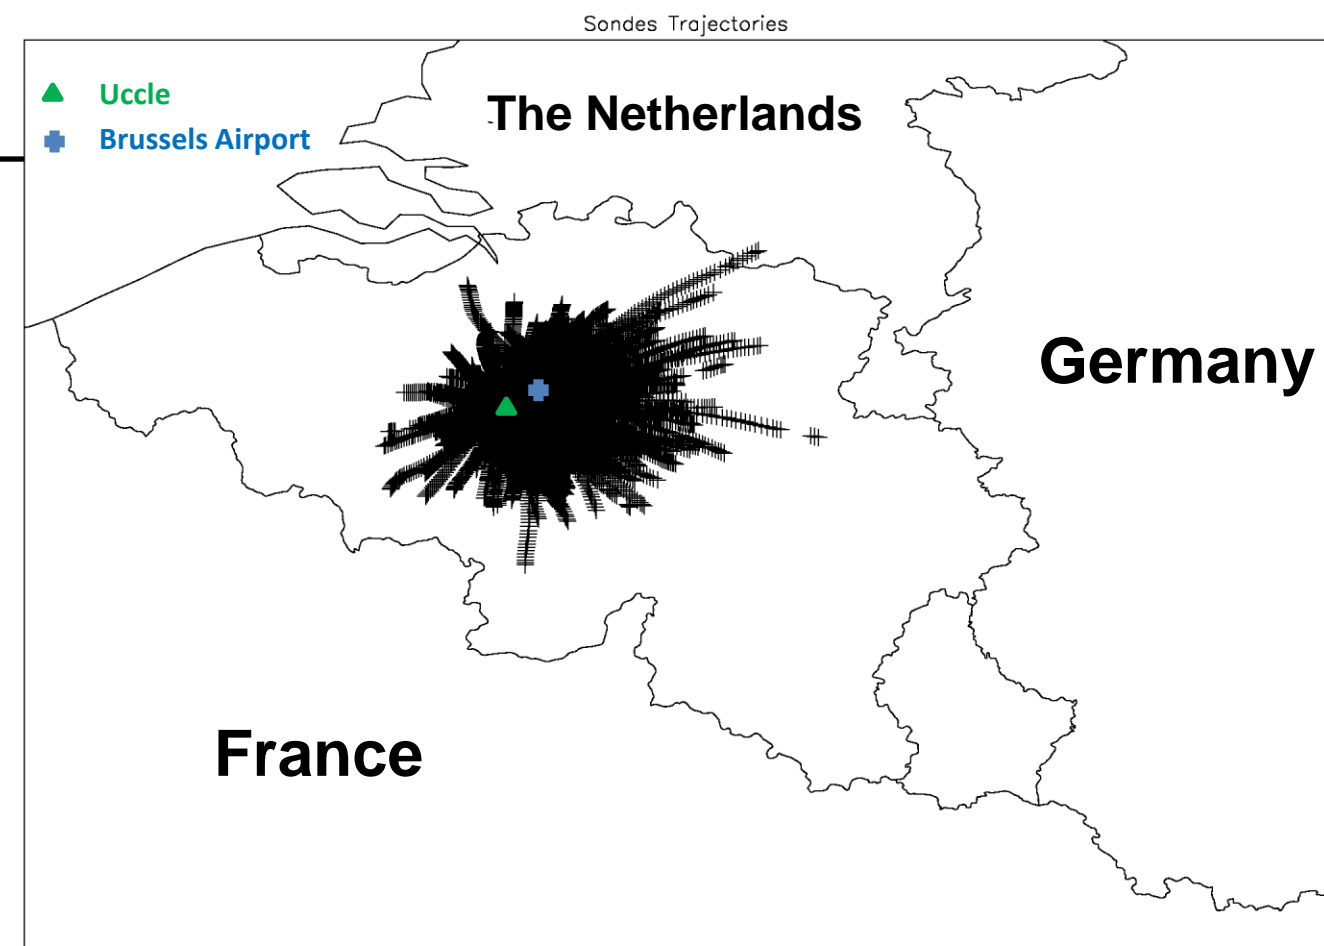 Sondes Trajectories
Uccle
Brussels Airport
The Netherlands
Germany
France